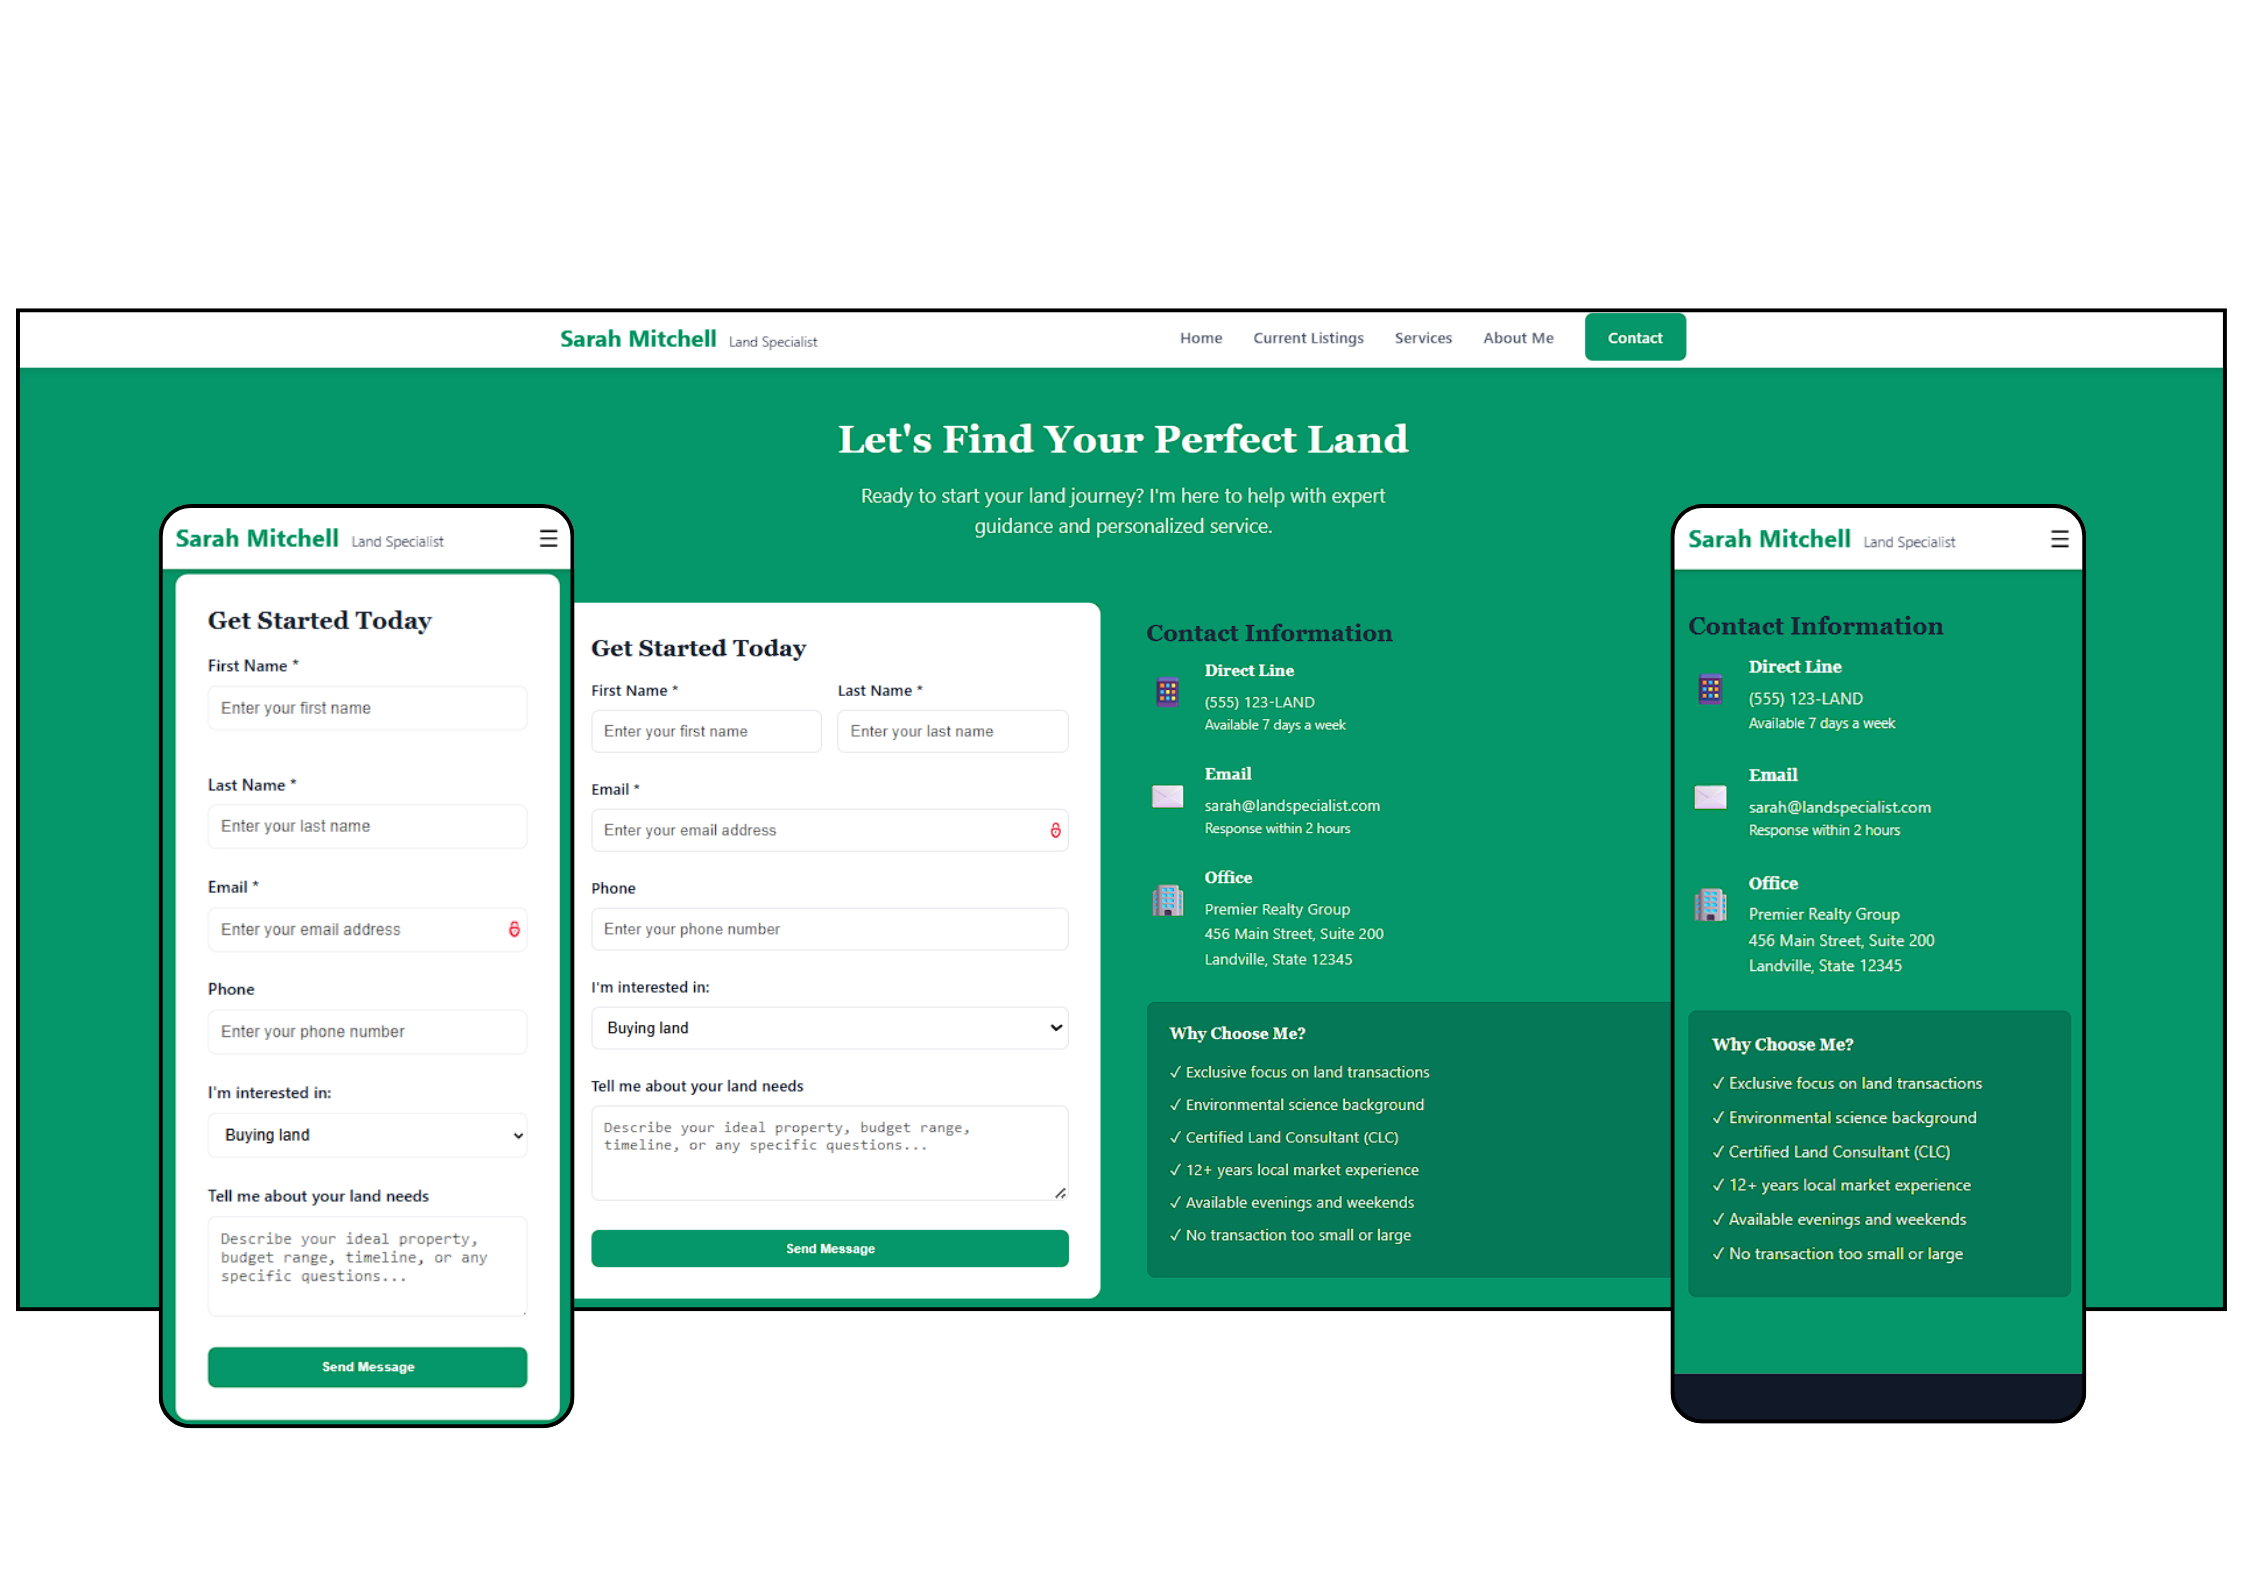 Sarah Mitchell Land Specialist
Home Current Listings Services About Me Contact
Let's Find Your Perfect Land
Ready to start your land journey? I'm here to help with expert
guidance and personalized service.
Sarah Mitchell Land Specialist
Get Started Today
First Name *
Enter your first name
Last Name *
Enter your last name
Email *
Enter your email address
Phone
Enter your phone number
I'm interested in:
Buying land
Tell me about your land needs
Describe your ideal property,
budget range, timeline, or any
specific questions...
Send Message
Get Started Today
First Name * Last Name *
Enter your first name Enter your last name
Email *
Enter your email address
Phone
Enter your phone number
I'm interested in:
Buying land
Tell me about your land needs
Describe your ideal property, budget range,
timeline, or any specific questions...
Send Message
Contact Information
Direct Line
(555) 123-LAND
Available 7 days a week
Email
sarah@landspecialist.com
Response within 2 hours
Office
Premier Realty Group
456 Main Street, Suite 200
Landville, State 12345
Why Choose Me?
✓ Exclusive focus on land transactions
✓ Environmental science background
✓ Certified Land Consultant (CLC)
✓ 12+ years local market experience
✓ Available evenings and weekends
✓ No transaction too small or large
Sarah Mitchell Land Specialist
Contact Information
Direct Line
(555) 123-LAND
Available 7 days a week
Email
sarah@landspecialist.com
Response within 2 hours
Office
Premier Realty Group
456 Main Street, Suite 200
Landville, State 12345
Why Choose Me?
✓ Exclusive focus on land transactions
✓ Environmental science background
✓ Certified Land Consultant (CLC)
✓ 12+ years local market experience
✓ Available evenings and weekends
✓ No transaction too small or large